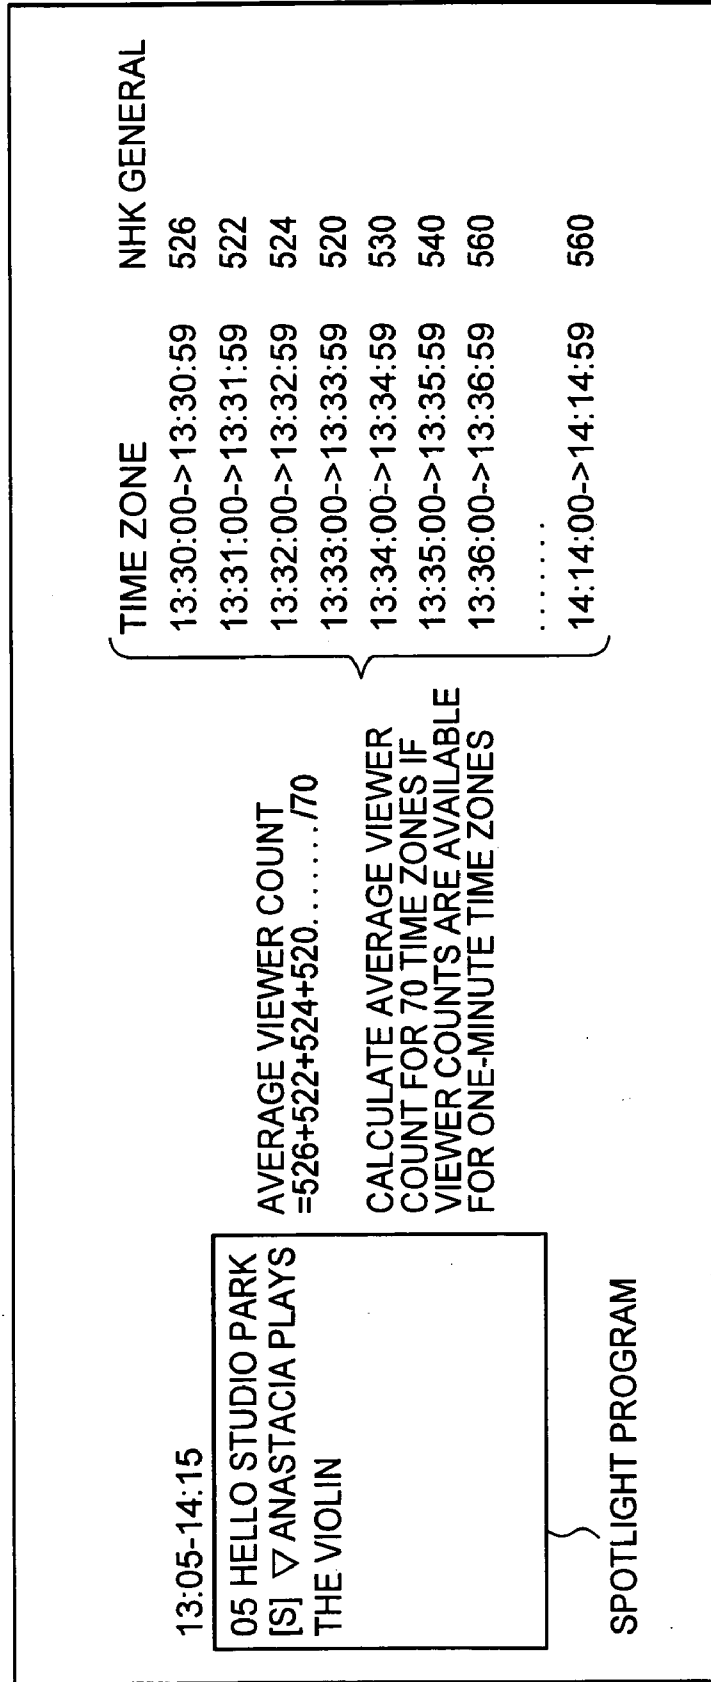 13:05-14:15
05 HELLO STUDIO PARK
[S] ▽ ANASTACIA PLAYS
THE VIOLIN
SPOTLIGHT PROGRAM
AVERAGE VIEWER COUNT
=526+522+524+520......../70
CALCULATE AVERAGE VIEWER
COUNT FOR 70 TIME ZONES IF
VIEWER COUNTS ARE AVAILABLE
FOR ONE-MINUTE TIME ZONES
TIME ZONE NHK GENERAL
13:30:00->13:30:59 526
13:31:00->13:31:59 522
13:32:00->13:32:59 524
13:33:00->13:33:59 520
13:34:00->13:34:59 530
13:35:00->13:35:59 540
13:36:00->13:36:59 560
.......
14:14:00->14:14:59 560